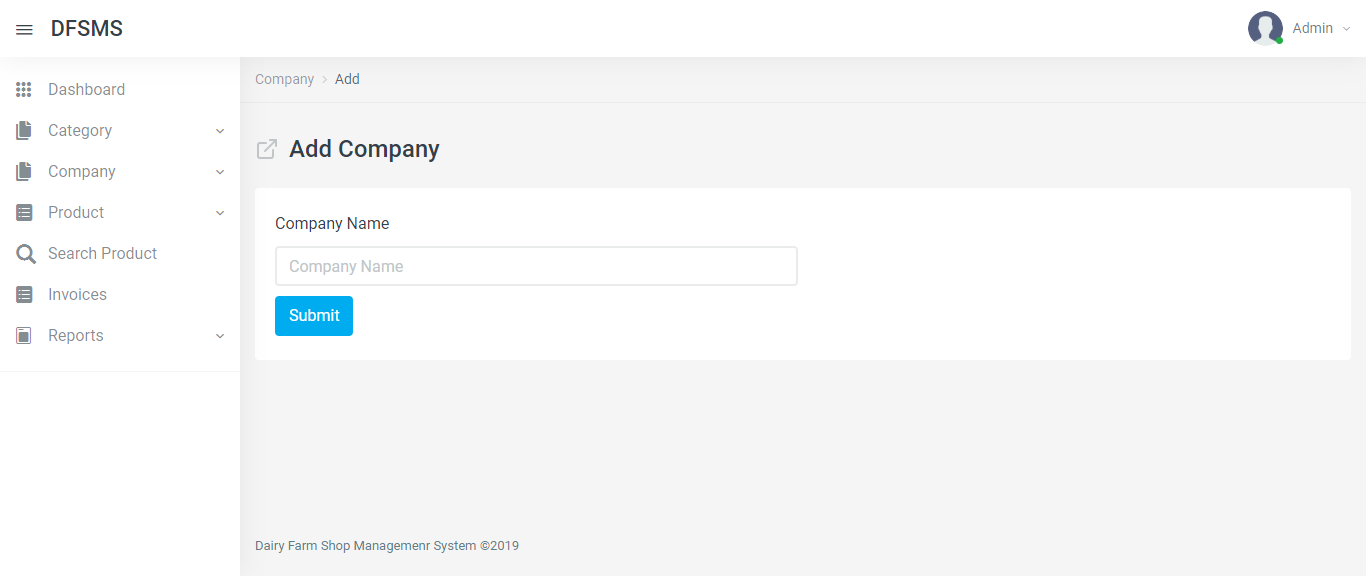 DFSMS
Admin
Dashboard
Category
Company
Product
Search Product
Invoices
Reports
Company > Add
Add Company
Company Name
Company Name
Submit
Dairy Farm Shop Managemenr System ©2019